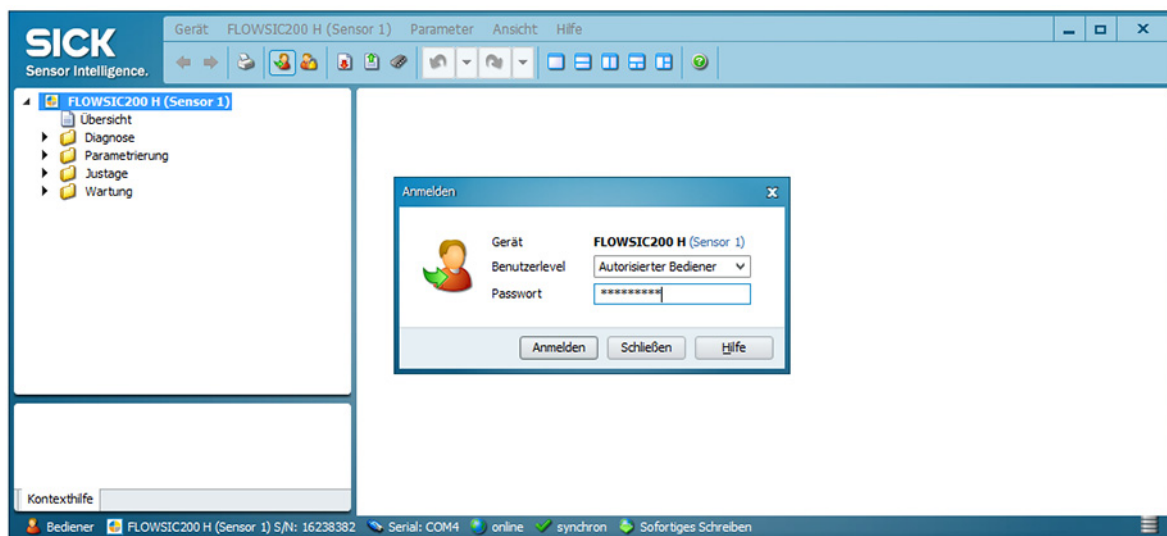 SICK
Sensor Intelligence.
Gerät FLOWSIC200 H (Sensor 1) Parameter Ansicht Hilfe
FLOWSIC200 H (Sensor 1)
Übersicht
Diagnose
Parametrierung
Justage
Wartung
Anmelden
Gerät FLOWSIC200 H (Sensor 1)
Benutzerlevel Autorisierter Bediener
Passwort *********
Anmelden Schließen Hilfe
Kontexthilfe
Bediener FLOWSIC200 H (Sensor 1) S/N: 16238382 Serial: COM4 online synchron Sofortiges Schreiben